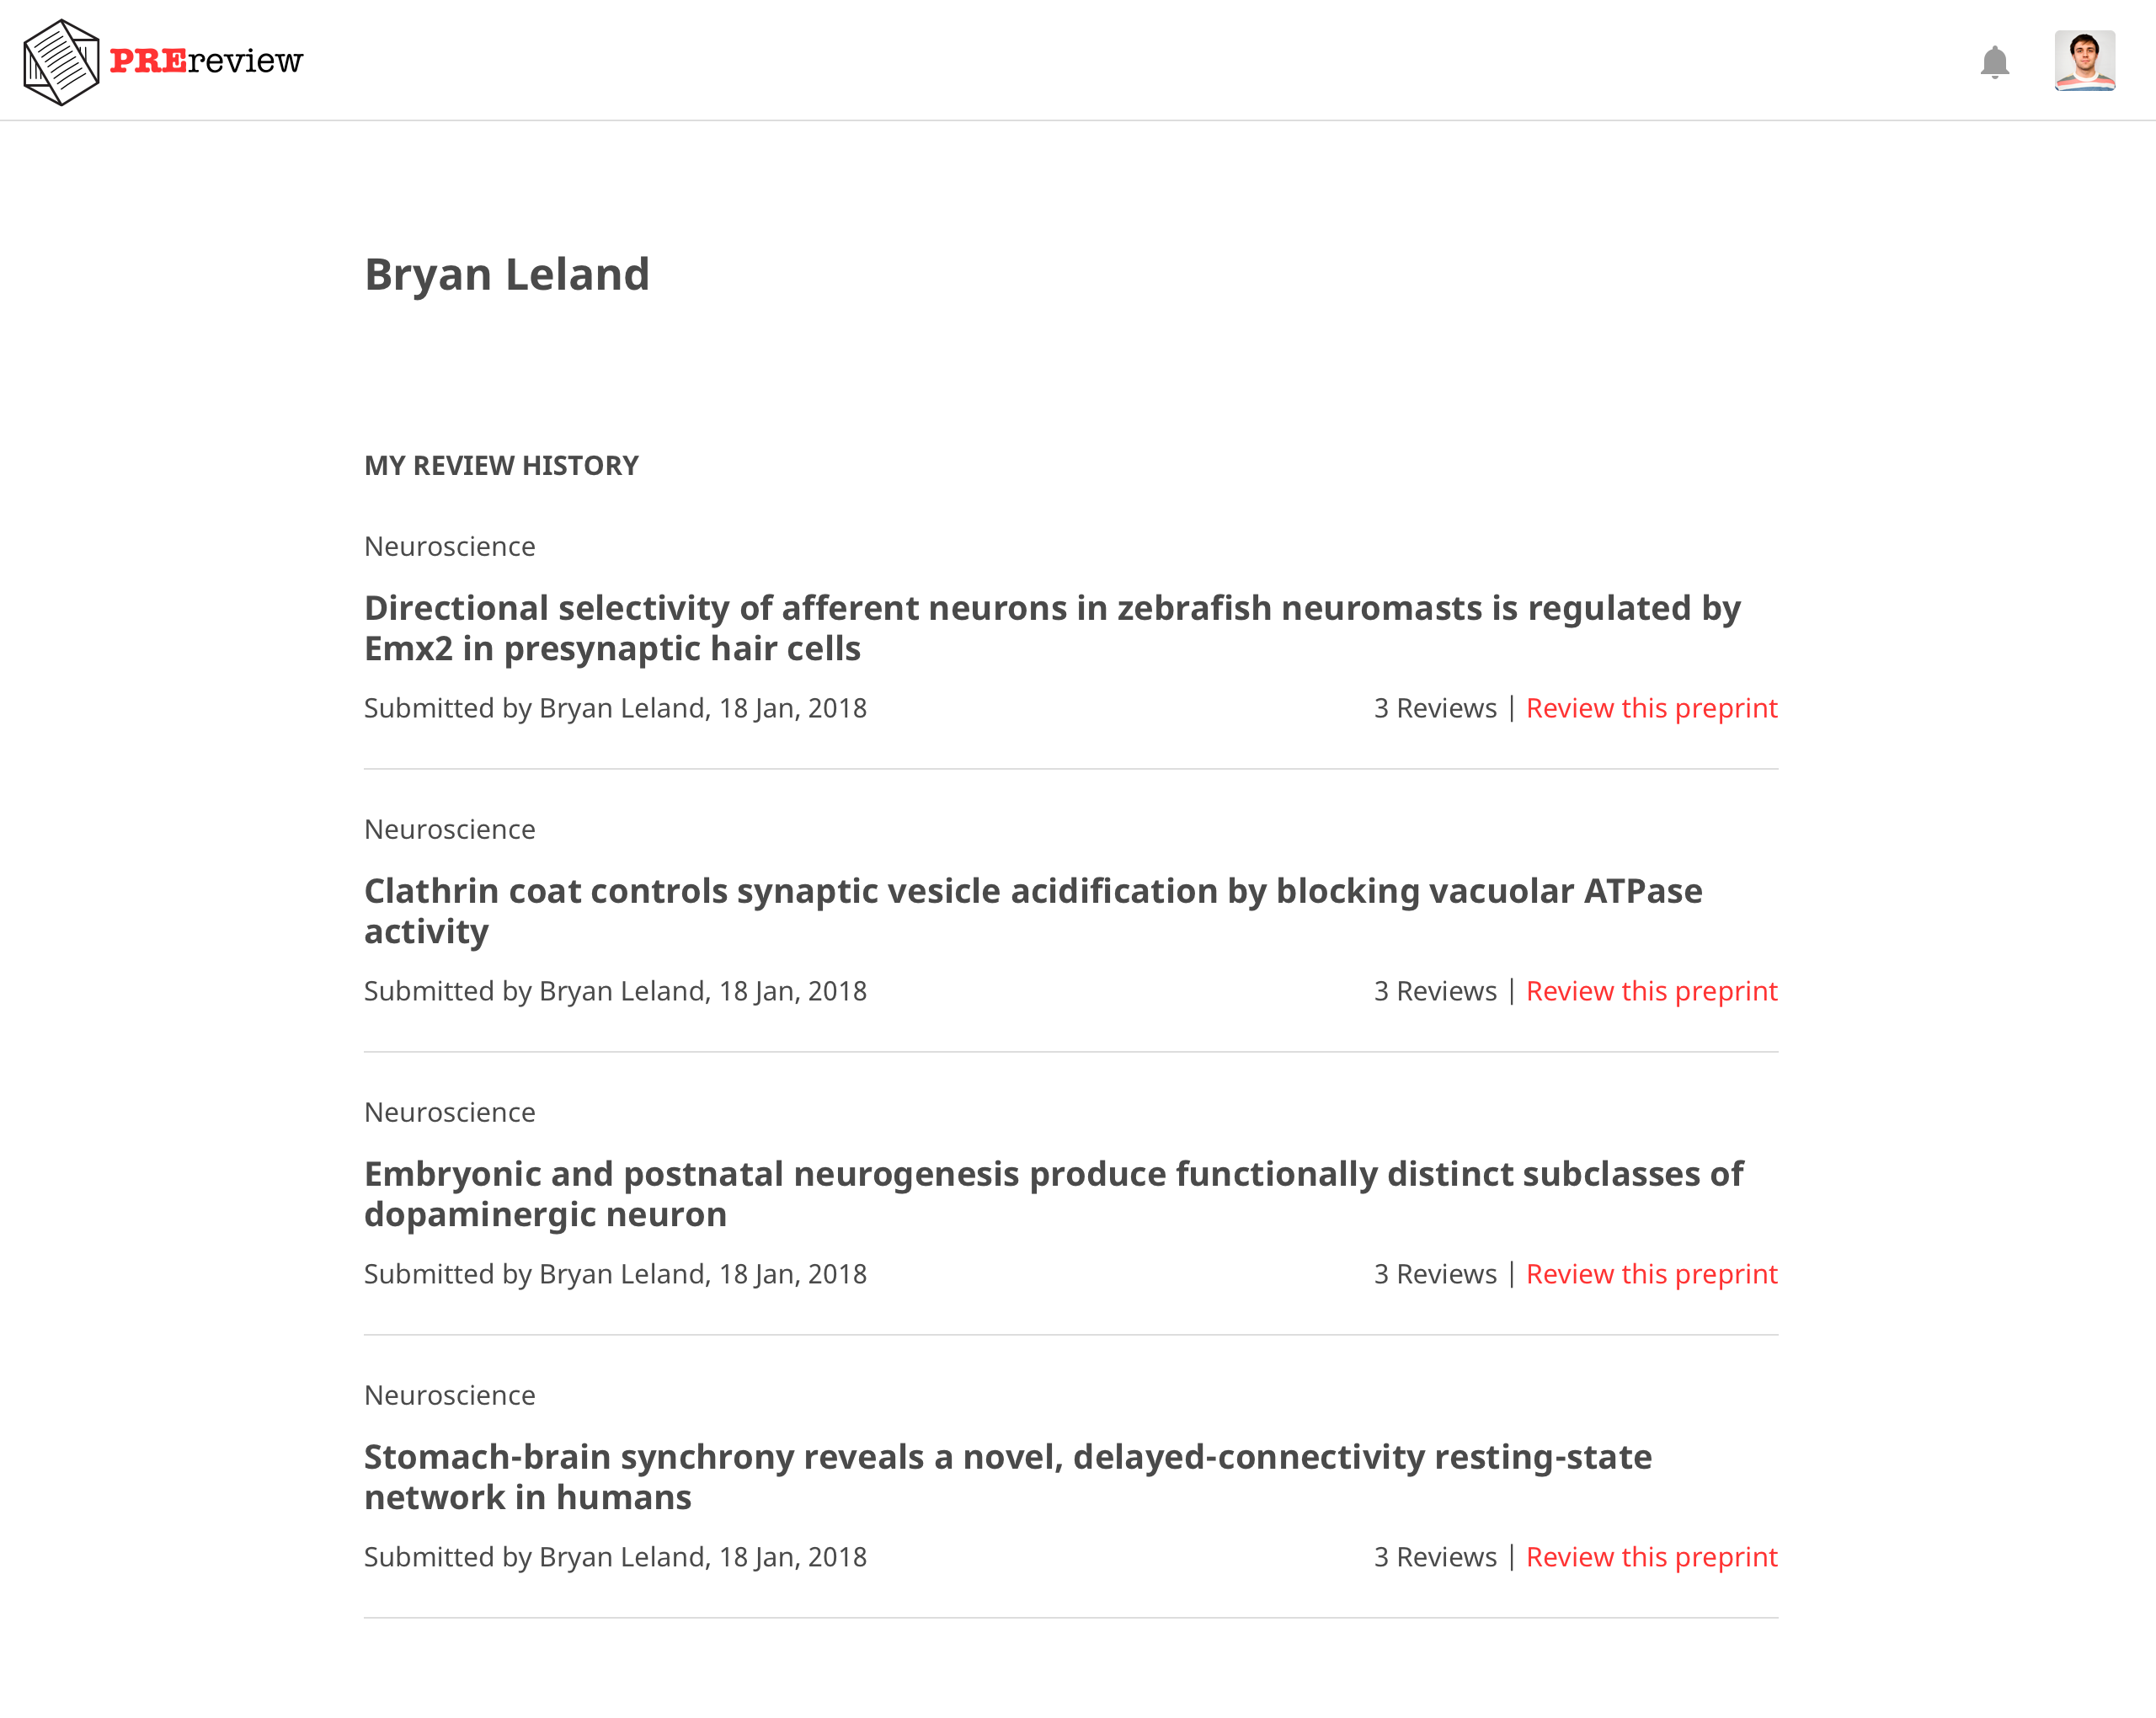 PREreview
Bryan Leland
MY REVIEW HISTORY
Neuroscience
Directional selectivity of afferent neurons in zebrafish neuromasts is regulated by
Emx2 in presynaptic hair cells
Submitted by Bryan Leland, 18 Jan, 2018
3 Reviews | Review this preprint
Neuroscience
Clathrin coat controls synaptic vesicle acidification by blocking vacuolar ATPase
activity
Submitted by Bryan Leland, 18 Jan, 2018
3 Reviews | Review this preprint
Neuroscience
Embryonic and postnatal neurogenesis produce functionally distinct subclasses of
dopaminergic neuron
Submitted by Bryan Leland, 18 Jan, 2018
3 Reviews | Review this preprint
Neuroscience
Stomach-brain synchrony reveals a novel, delayed-connectivity resting-state
network in humans
Submitted by Bryan Leland, 18 Jan, 2018
3 Reviews | Review this preprint